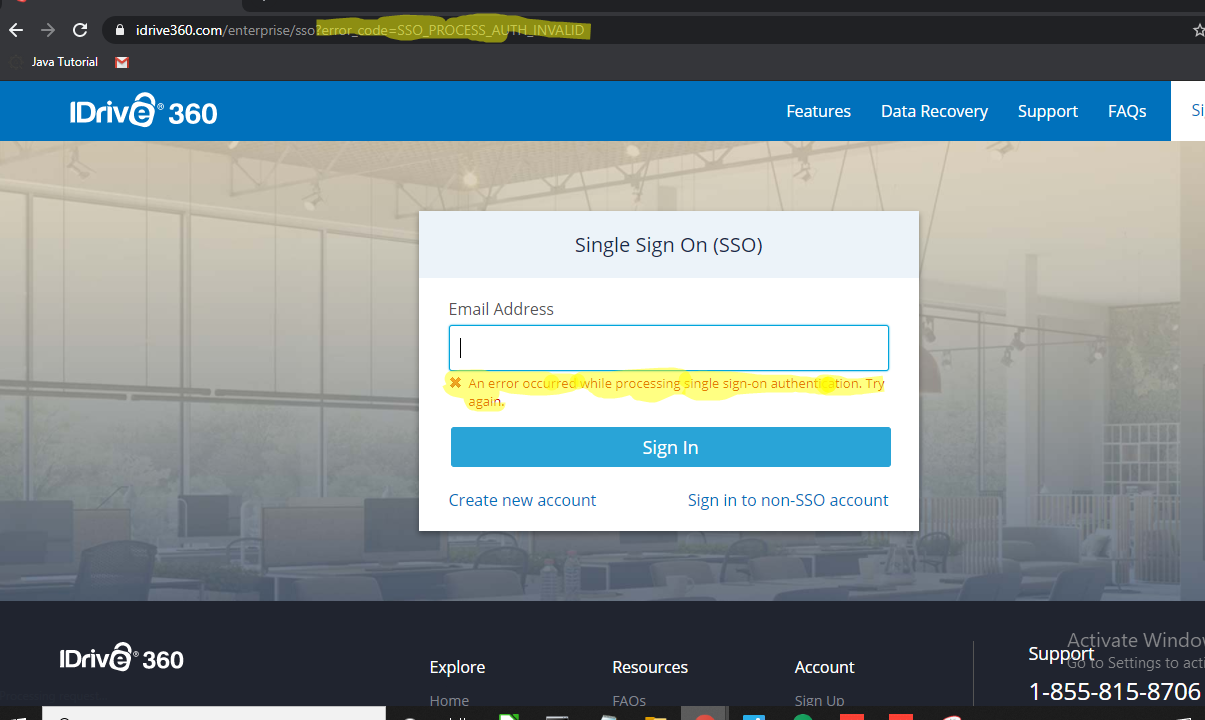 idrive360.com/enterprise/sso?error_code=SSO_PROCESS_AUTH_INVALID
Java Tutorial
IDrive® 360
Features Data Recovery Support FAQs Si
Single Sign On (SSO)
Email Address
An error occurred while processing single sign-on authentication. Try
again.
Sign In
Create new account Sign in to non-SSO account
IDrive® 360
Explore Resources Account
Home FAQs Sign Up
Activate Windo
Support
Go to Settings to acti
1-855-815-8706